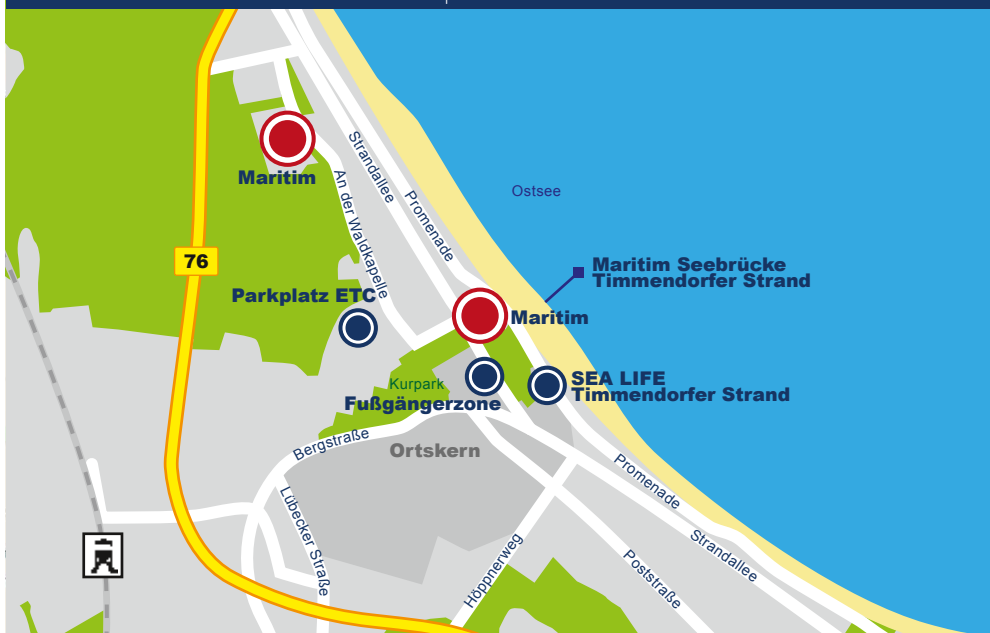 Maritim
Strandallee
Promenade
An der Waldkapelle
Ostsee
76
Maritim Seebrücke
Timmendorfer Strand
Parkplatz ETC
Maritim
SEA LIFE
Timmendorfer Strand
Kurpark
Fußgängerzone
Bergstraße
Ortskern
Promenade
Lübecker Straße
Strandallee
Höppnerweg
Poststraße